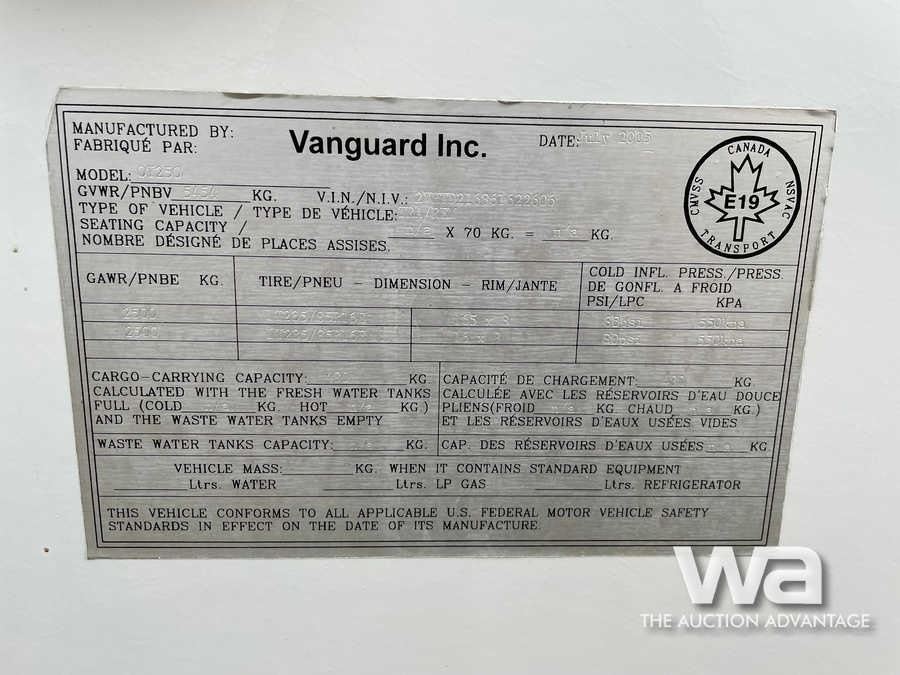 MANUFACTURED BY:
FABRIQUÉ PAR:
Vanguard Inc.
DATE: July
MODEL:
GVWR/PNBV 5454 KG. V.I.N./N.I.V.:
TYPE OF VEHICLE / TYPE DE VÉHICLE:
SEATING CAPACITY / n/a X 70 KG. = n/a KG.
NOMBRE DÉSIGNÉ DE PLACES ASSISES.
CANADA
CMVSS
NSVAC
E19
TRANSPORT
GAWR/PNBE KG.
TIRE/PNEU - DIMENSION - RIM/JANTE
COLD INFL. PRESS./PRESS.
DE GONFL. A FROID
PSI/LPC KPA
2500 550kpa
2500 80psi 550kpa
CARGO-CARRYING CAPACITY: KG.
CALCULATED WITH THE FRESH WATER TANKS
FULL (COLD n/a KG. HOT n/a KG.)
AND THE WASTE WATER TANKS EMPTY
CAPACITÉ DE CHARGEMENT: KG.
CALCULÉE AVEC LES RÉSERVOIRS D'EAU DOUCE
PLIENS(FROID n/a KG CHAUD n/a KG.)
ET LES RÉSERVOIRS D'EAUX USÉES VIDES
WASTE WATER TANKS CAPACITY: n/a KG.
CAP. DES RÉSERVOIRS D'EAUX USÉES n/a KG
VEHICLE MASS: KG. WHEN IT CONTAINS STANDARD EQUIPMENT
Ltrs. WATER Ltrs. LP GAS Ltrs. REFRIGERATOR
THIS VEHICLE CONFORMS TO ALL APPLICABLE U.S. FEDERAL MOTOR VEHICLE SAFETY
STANDARDS IN EFFECT ON THE DATE OF ITS MANUFACTURE.
wa
THE AUCTION ADVANTAGE